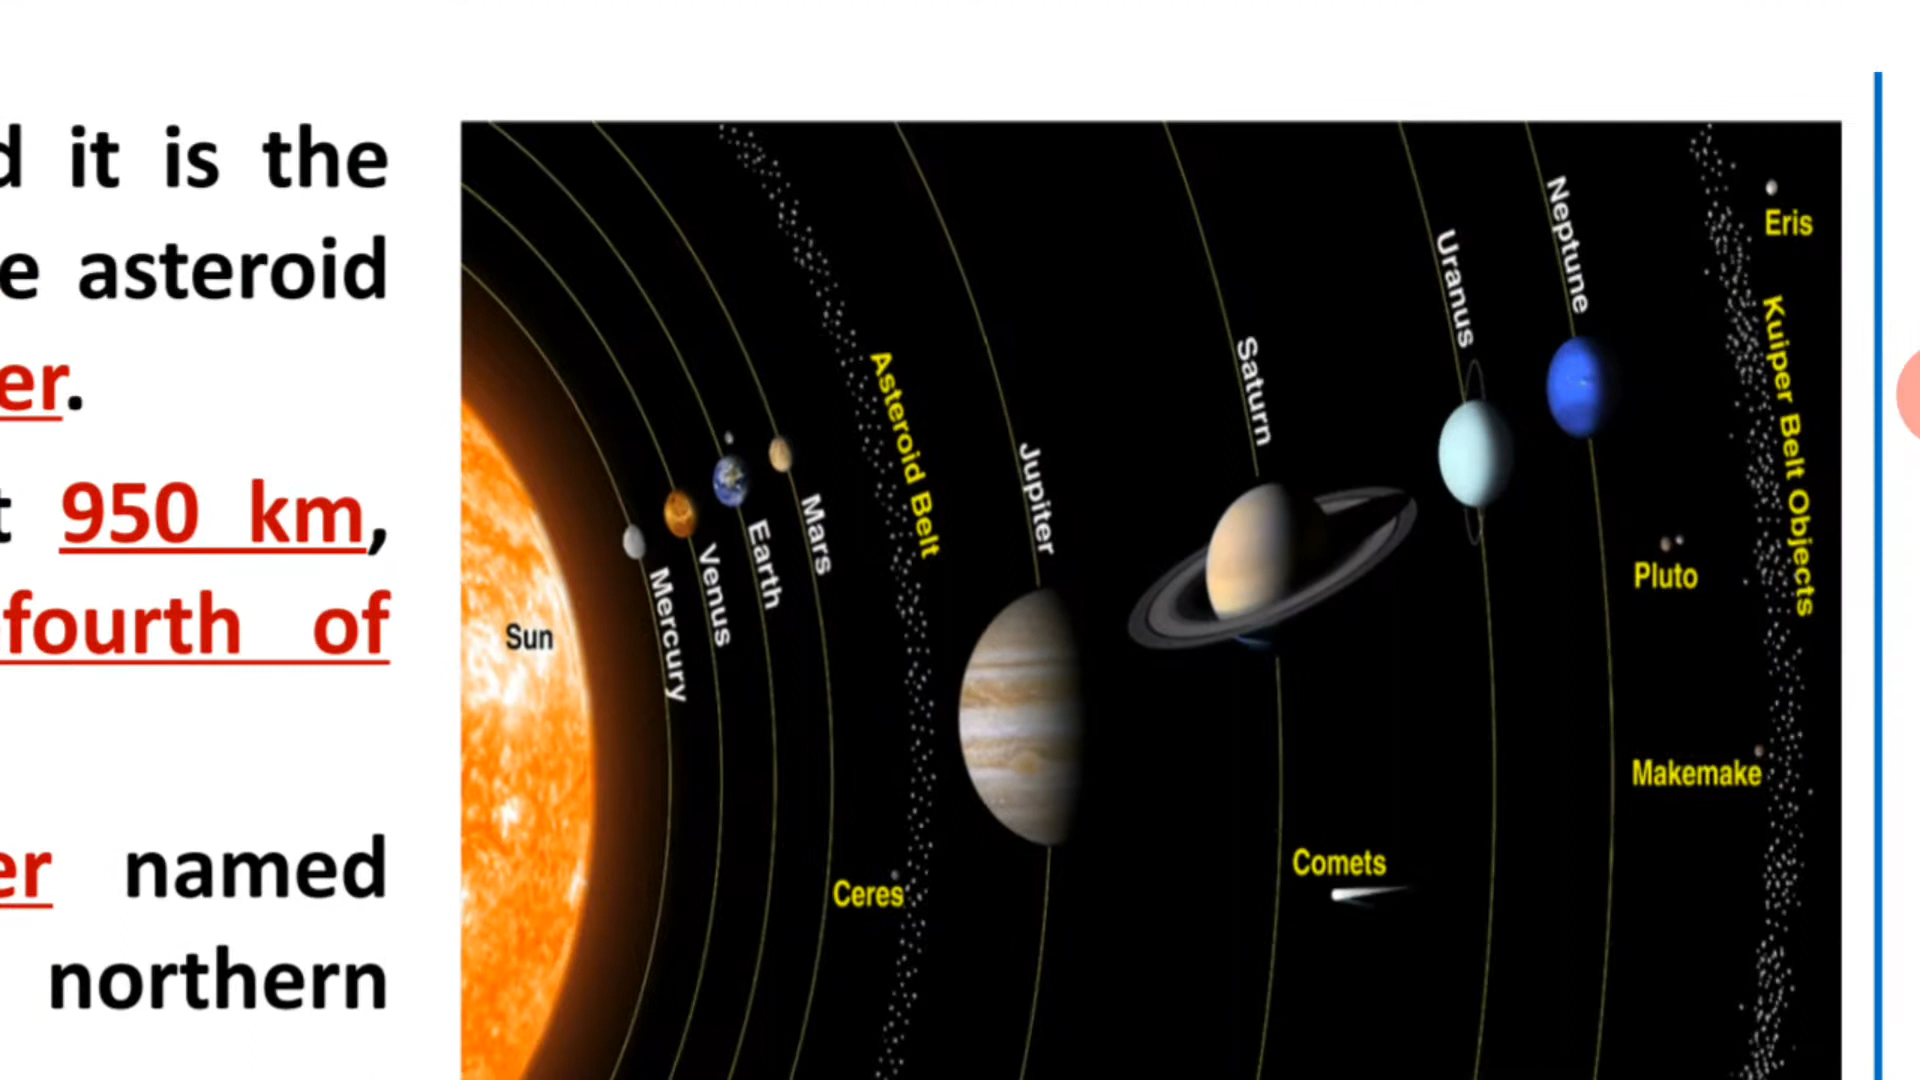 d it is the
e asteroid
er.
t 950 km,
-fourth of
er named
northern
Sun
Mercury
Venus
Earth
Mars
Asteroid Belt
Ceres
Jupiter
Saturn
Comets
Uranus
Neptune
Pluto
Makemake
Eris
Kuiper Belt Objects